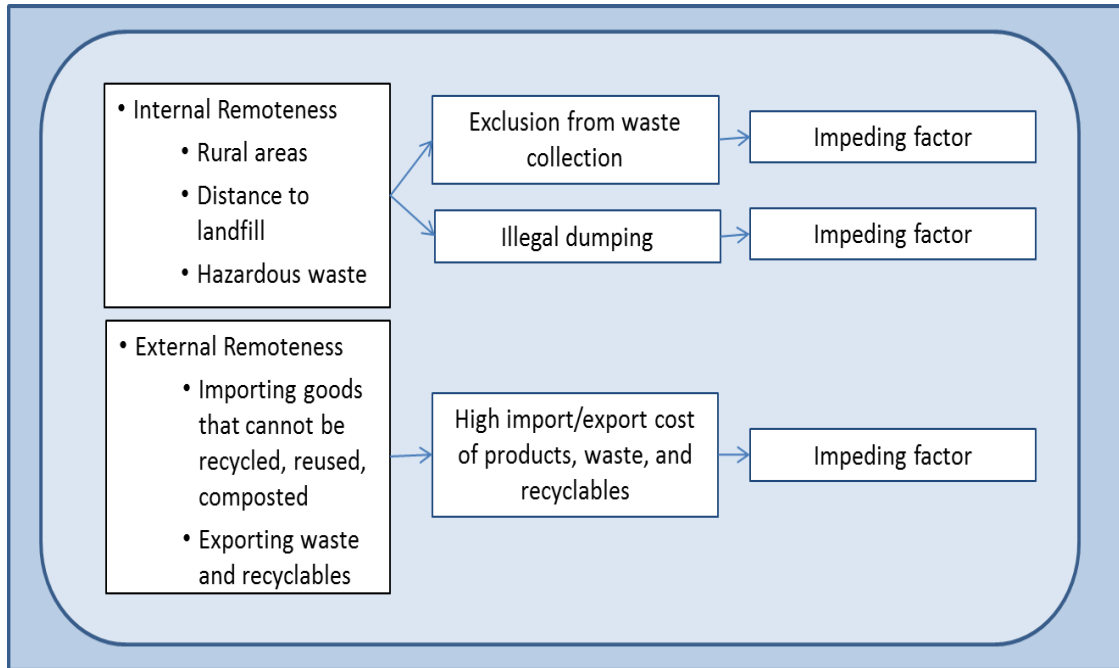 • Internal Remoteness
• Rural areas
• Distance to
landfill
• Hazardous waste
Exclusion from waste
collection
Impeding factor
Illegal dumping
Impeding factor
• External Remoteness
• Importing goods
that cannot be
recycled, reused,
composted
• Exporting waste
and recyclables
High import/export cost
of products, waste, and
recyclables
Impeding factor